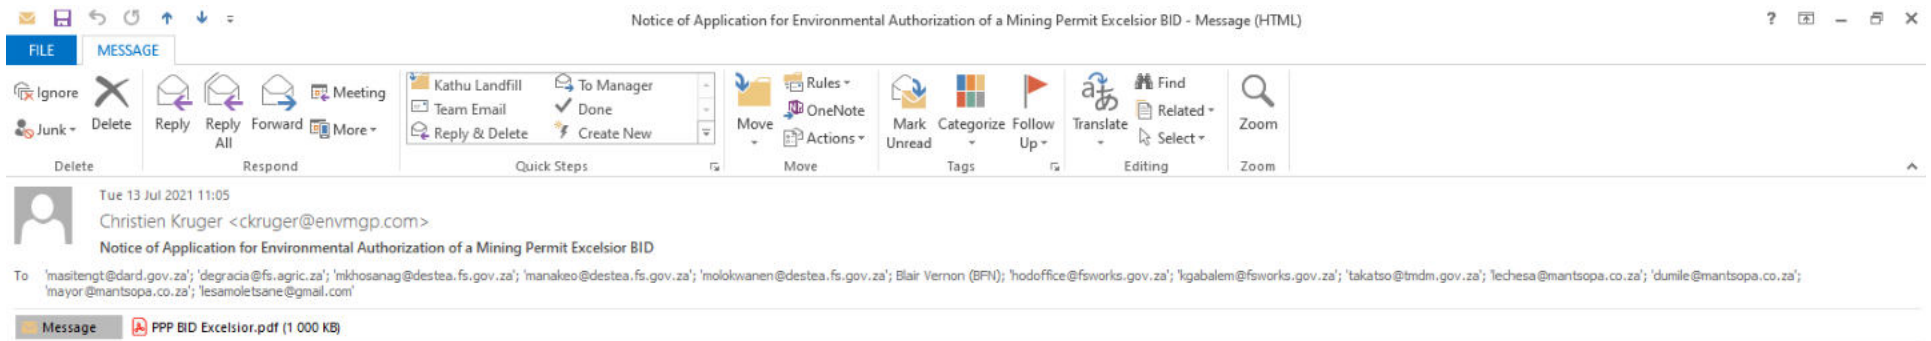 Notice of Application for Environmental Authorization of a Mining Permit Excelsior BID - Message (HTML)
?
FILE MESSAGE
Ignore
Junk
Delete
Delete
Reply
Reply All
Forward
Meeting
More
Respond
Kathu Landfill
Team Email
Reply & Delete
To Manager
Done
Create New
Quick Steps
Move
Rules
OneNote
Actions
Move
Mark Unread
Categorize
Follow Up
Tags
Translate
Find
Related
Select
Editing
Zoom
Zoom
Tue 13 Jul 2021 11:05
Christien Kruger <ckruger@envmgp.com>
Notice of Application for Environmental Authorization of a Mining Permit Excelsior BID
To 'masitengt@dard.gov.za'; 'degracia@fs.agric.za'; 'mkhosanag@destea.fs.gov.za'; 'manakeo@destea.fs.gov.za'; 'molokwanen@destea.fs.gov.za'; Blair Vernon (BFN); 'hodoffice@fsworks.gov.za'; 'kgabalem@fsworks.gov.za'; 'takatso@tmdm.gov.za'; 'lechesa@mantsopa.co.za'; 'dumile@mantsopa.co.za';
'mayor@mantsopa.co.za'; 'lesamoletsane@gmail.com'
Message PPP BID Excelsior.pdf (1 000 KB)